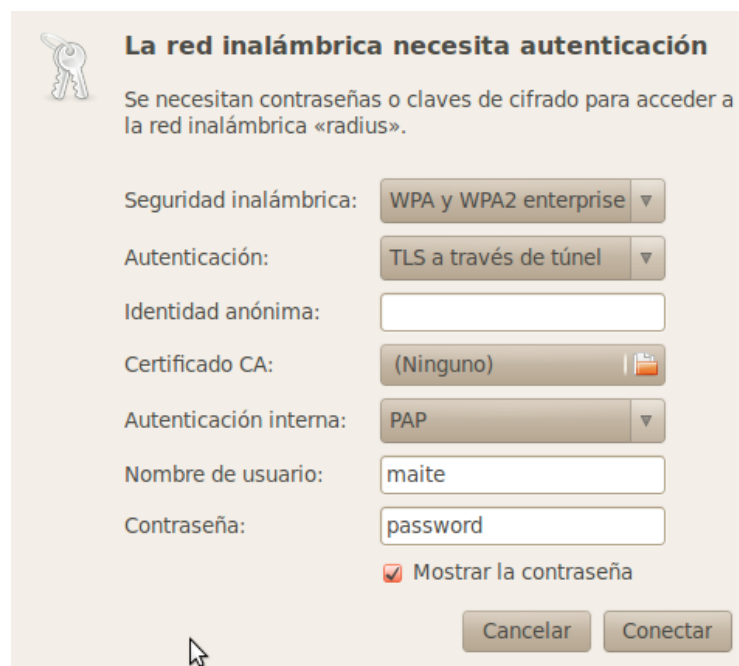 La red inalámbrica necesita autenticación
Se necesitan contraseñas o claves de cifrado para acceder a
la red inalámbrica «radius».
Seguridad inalámbrica: WPA y WPA2 enterprise
Autenticación: TLS a través de túnel
Identidad anónima:
Certificado CA: (Ninguno)
Autenticación interna: PAP
Nombre de usuario: maite
Contraseña: password
Mostrar la contraseña
Cancelar Conectar